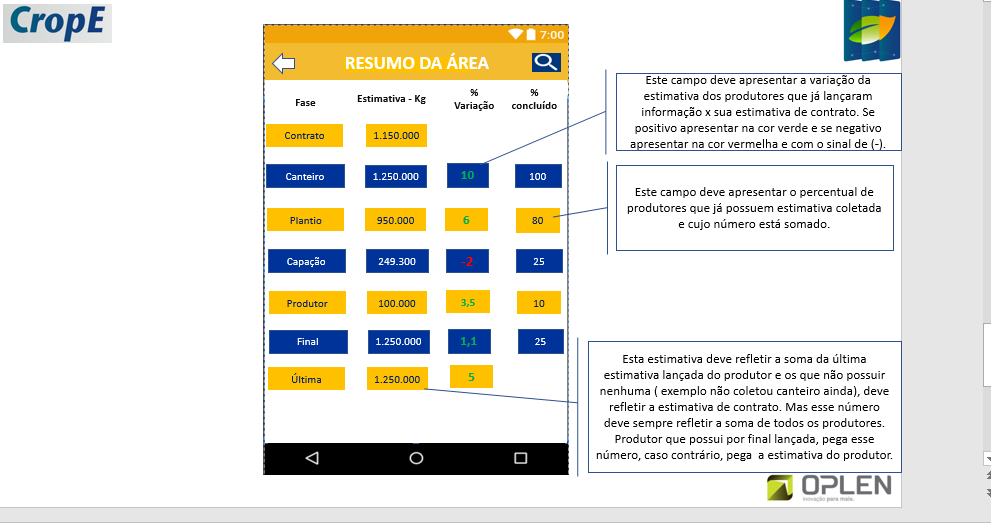 CropE
7:00
RESUMO DA ÁREA
Fase
Estimativa - Kg
%
Variação
%
concluído
Contrato 1.150.000
Canteiro 1.250.000 10 100
Plantio 950.000 6 80
Capação 249.300 -2 25
Produtor 100.000 3,5 10
Final 1.250.000 1,1 25
Última 1.250.000 5
Este campo deve apresentar a variação da
estimativa dos produtores que já lançaram
informação x sua estimativa de contrato. Se
positivo apresentar na cor verde e se negativo
apresentar na cor vermelha e com o sinal de (-).
Este campo deve apresentar o percentual de
produtores que já possuem estimativa coletada
e cujo número está somado.
Esta estimativa deve refletir a soma da última
estimativa lançada do produtor e os que não possuir
nenhuma ( exemplo não coletou canteiro ainda), deve
refletir a estimativa de contrato. Mas esse número
deve sempre refletir a soma de todos os produtores.
Produtor que possui por final lançada, pega esse
número, caso contrário, pega a estimativa do produtor.
OPLEN
inovação para mais.